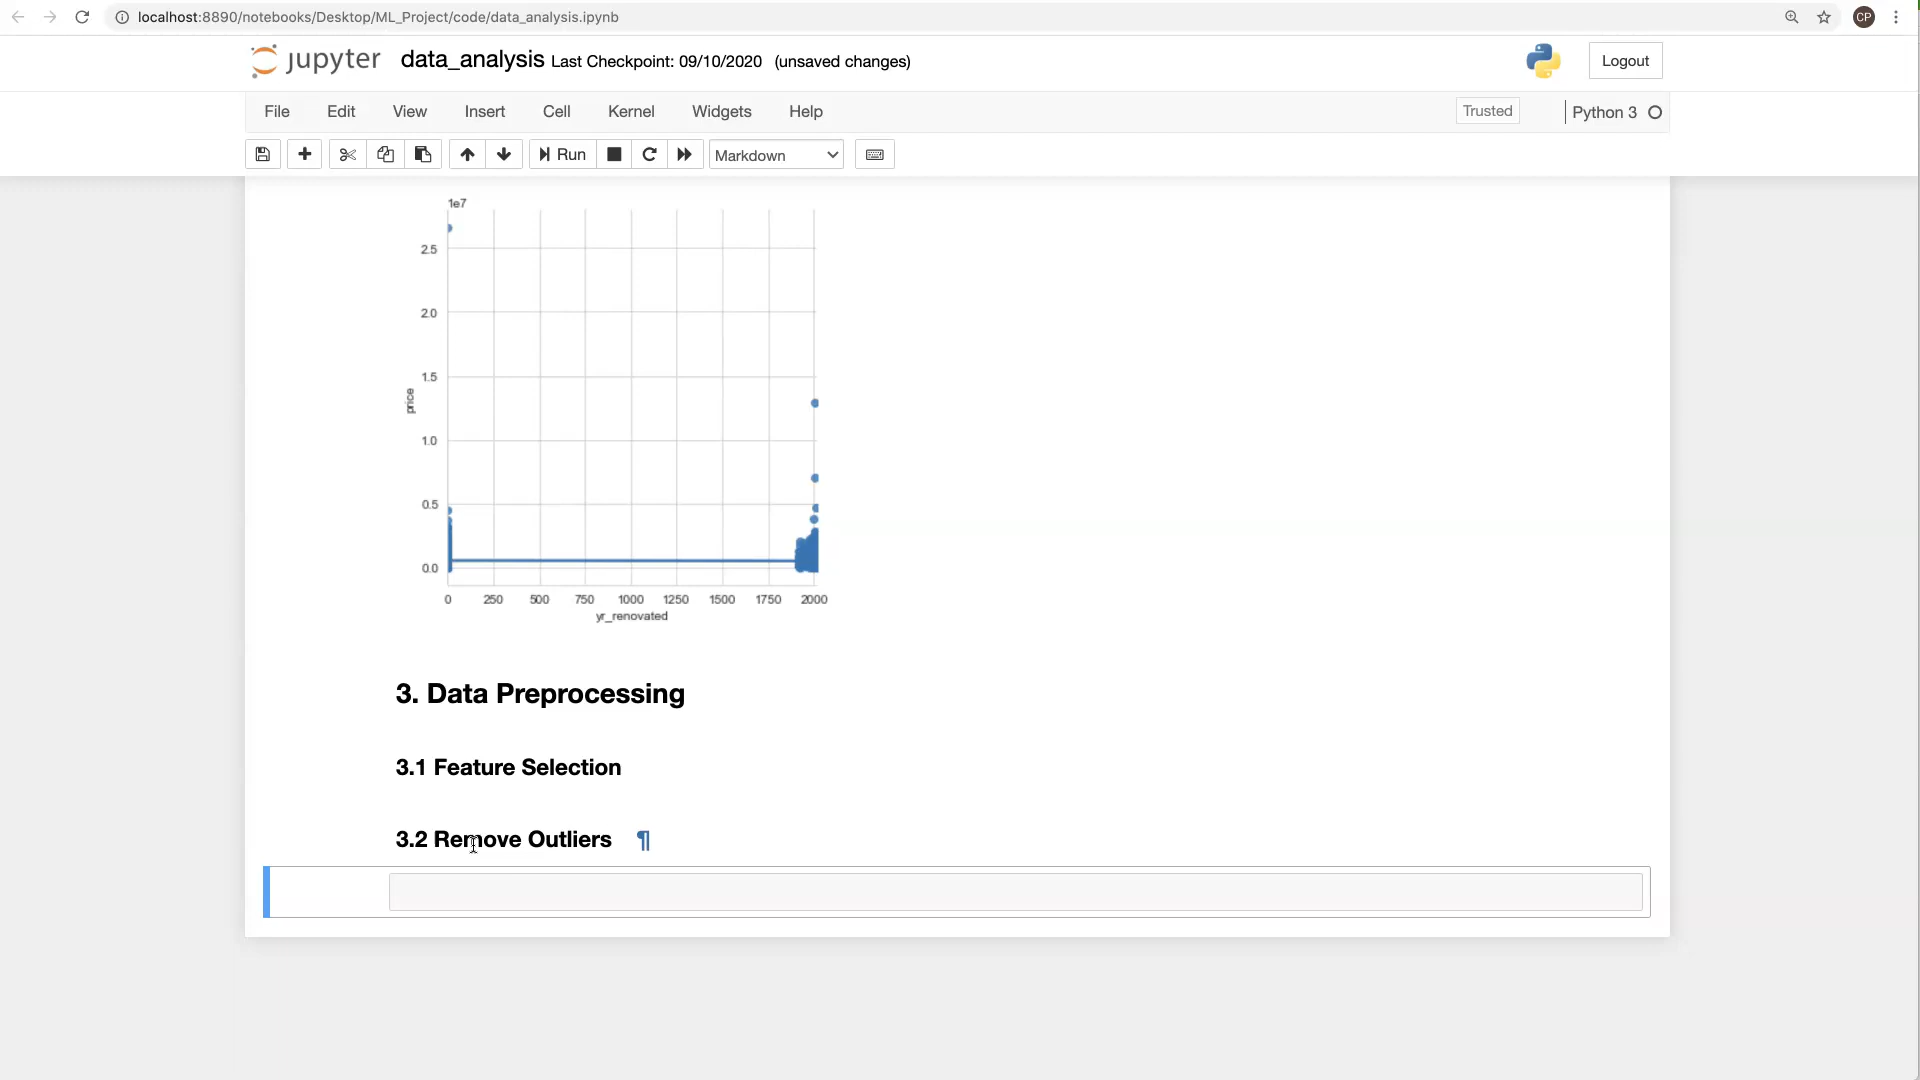 localhost:8890/notebooks/Desktop/ML_Project/code/data_analysis.ipynb
CP
jupyter data_analysis Last Checkpoint: 09/10/2020 (unsaved changes)
Logout
File Edit View Insert Cell Kernel Widgets Help
Trusted
Python 3
Run
Markdown
1e7
2.5
2.0
1.5
price
1.0
0.5
0.0
0 250 500 750 1000 1250 1500 1750 2000
yr_renovated
3. Data Preprocessing
3.1 Feature Selection
3.2 Remove Outliers ¶